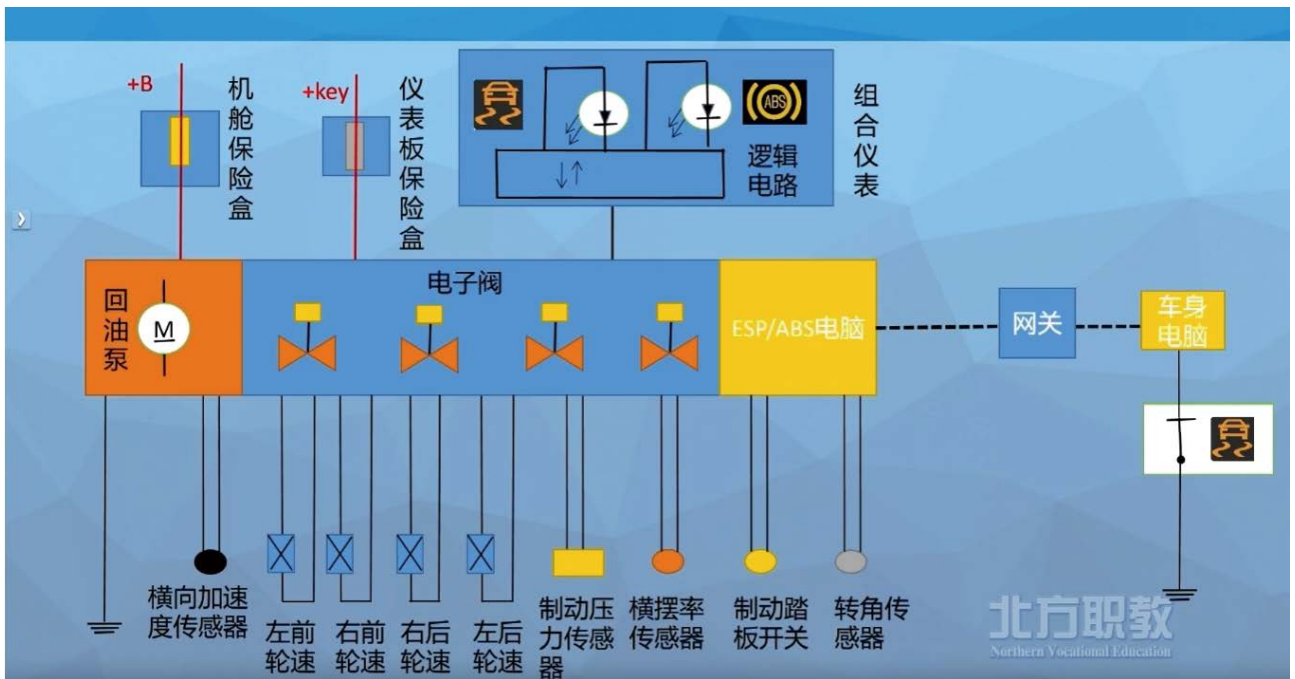 +B
机
舱
保
险
盒
+key
仪
表
板
保
险
盒
ABS
逻辑
电路
组
合
仪
表
回
油
泵
M
电子阀
ESP/ABS电脑
网关
车身
电脑
横向加速
度传感器
左前
轮速
右前
轮速
右后
轮速
左后
轮速
制动压
力传感
器
横摆率
传感器
制动踏
板开关
转角传
感器
北方职教
Northern Vocational Education